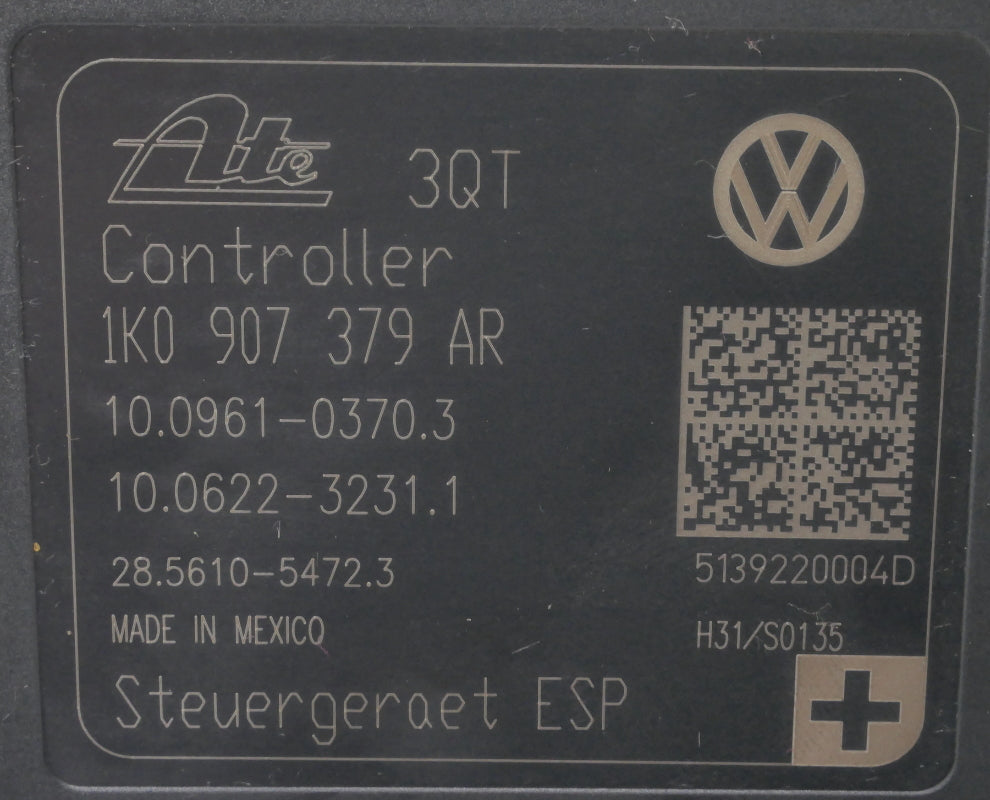 Ate 3QT
Controller
1K0 907 379 AR
10.0961-0370.3
10.0622-3231.1
28.5610-5472.3
5139220004D
MADE IN MEXICO
H31/S0135
Steuergeraet ESP